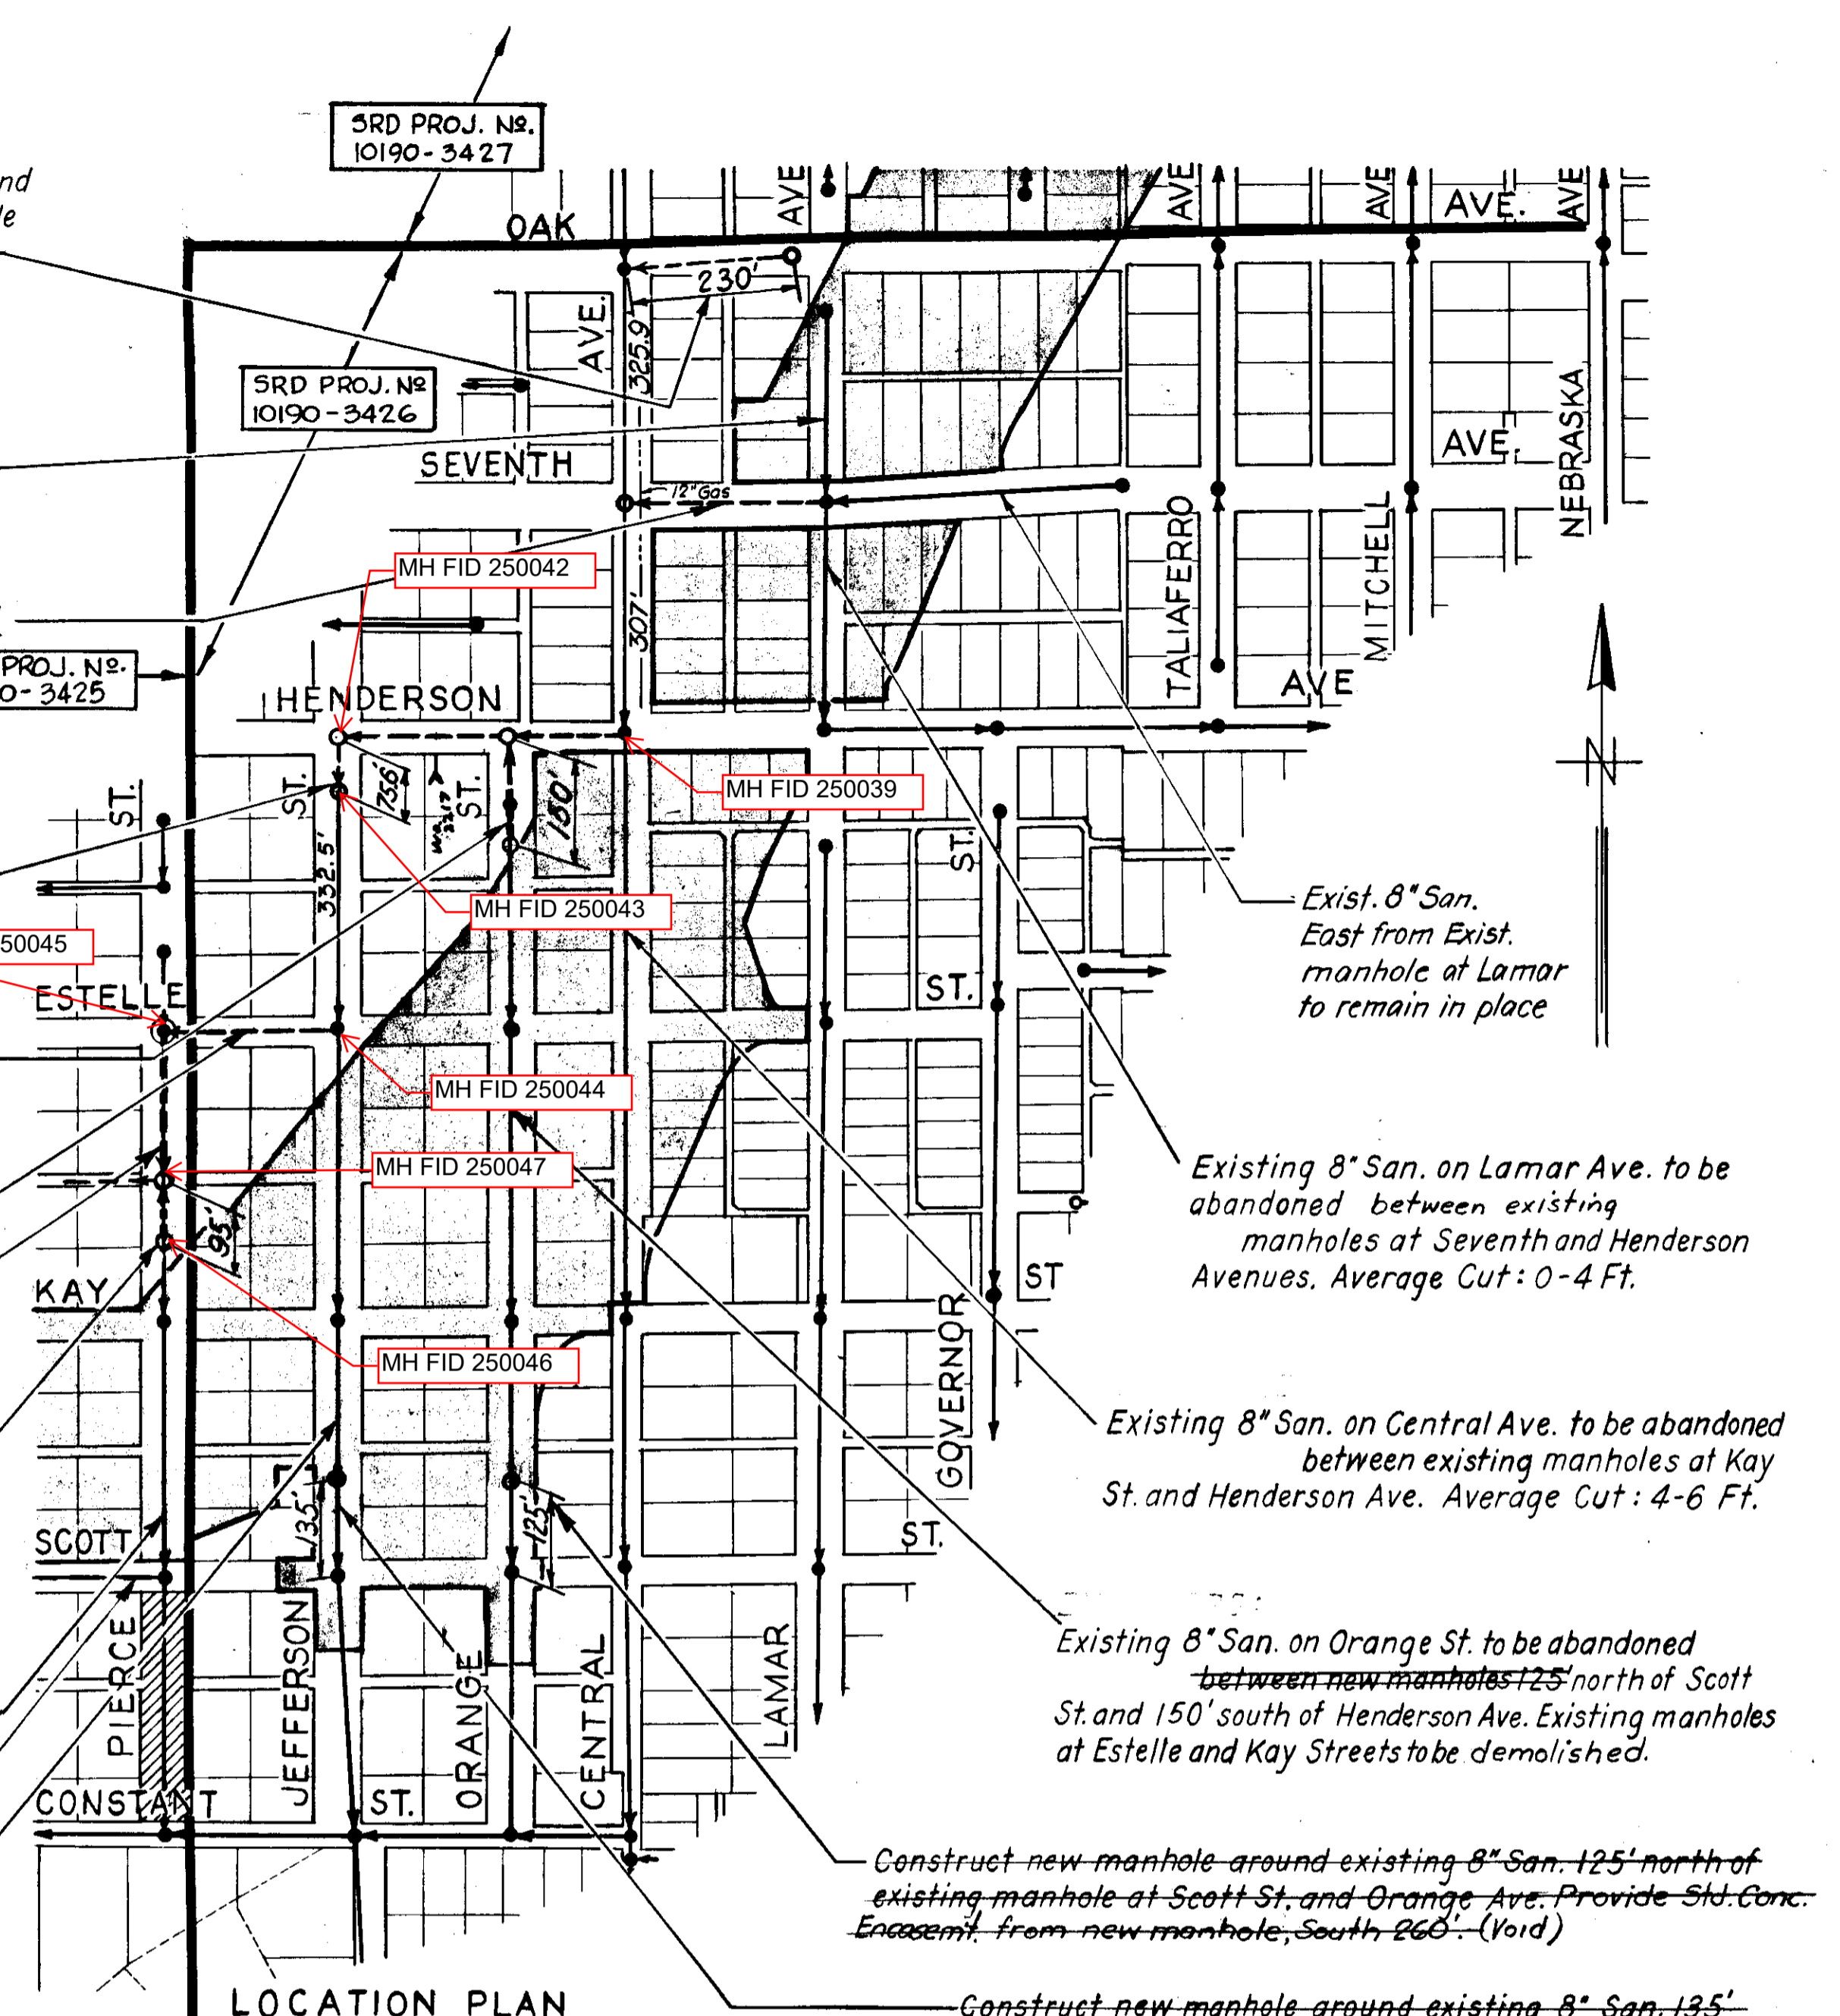 SRD PROJ. Nº.
10190-3427
nd
le
OAK
AVE
AVE
AVE
AVE.
AVE
230'
AVE.
325.9'
SRD PROJ. Nº
10190-3426
SEVENTH
AVE.
NEBRASKA
12" Gas
TALIAFERRO
MITCHELL
MH FID 250042
307'
PROJ. Nº.
0-3425
HENDERSON
AVE
N
ST.
ST.
75.6'
ST.
150'
MH FID 250039
332.5'
ST.
MH FID 250043
50045
Exist. 8" San.
East from Exist.
manhole at Lamar
to remain in place
ESTELLE
ST.
MH FID 250044
MH FID 250047
Existing 8" San. on Lamar Ave. to be
abandoned between existing
manholes at Seventh and Henderson
Avenues. Average Cut: 0-4 Ft.
95'
KAY
ST
MH FID 250046
GOVERNOR
Existing 8" San. on Central Ave. to be abandoned
between existing manholes at Kay
St. and Henderson Ave. Average Cut: 4-6 Ft.
135'
125'
SCOTT
ST.
PIERCE
JEFFERSON
ORANGE
CENTRAL
LAMAR
Existing 8" San. on Orange St. to be abandoned
between new manholes 125' north of Scott
St. and 150' south of Henderson Ave. Existing manholes
at Estelle and Kay Streets to be demolished.
CONSTANT
ST.
Construct new manhole around existing 8" San. 125' north of
existing manhole at Scott St. and Orange Ave. Provide Std. Conc.
Encasemt. from new manhole, South 260'. (Void)
LOCATION PLAN
Construct new manhole around existing 8" San. 135'